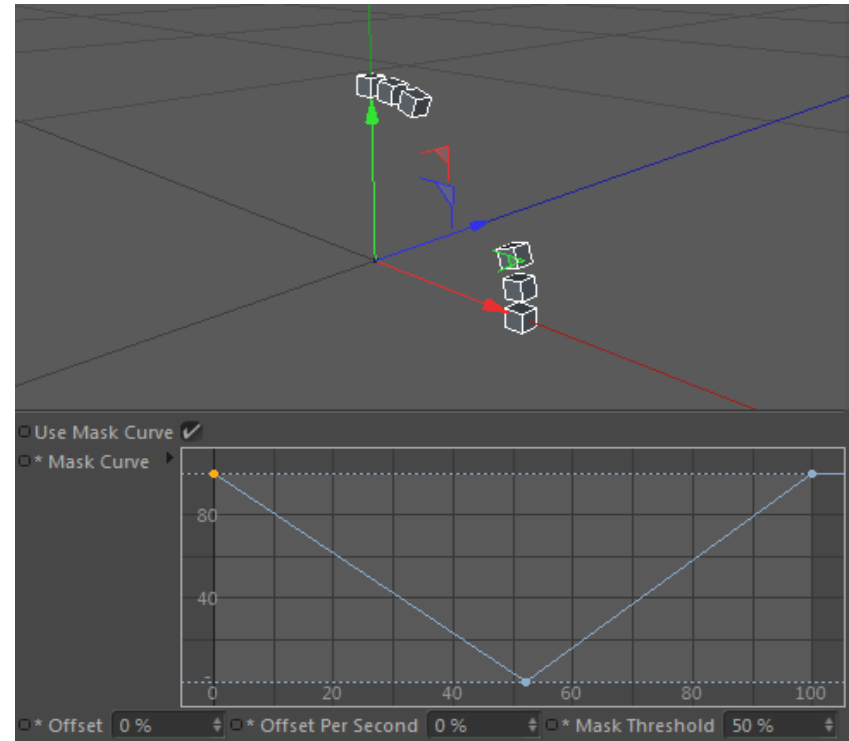 Use Mask Curve
* Mask Curve
80
40
0 20 40 60 80 100
* Offset 0 % * Offset Per Second 0 % * Mask Threshold 50 %